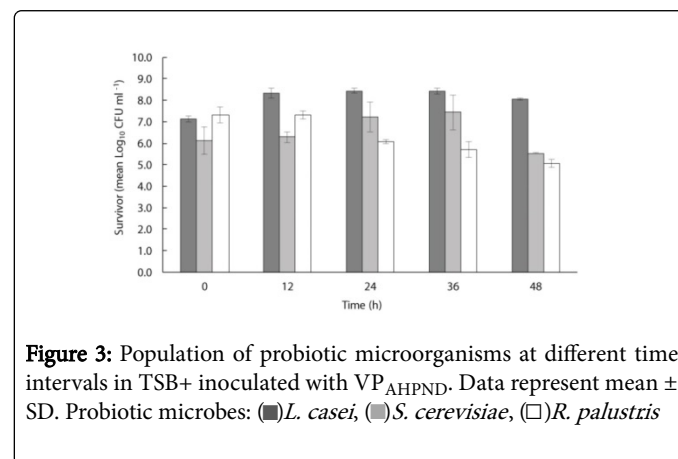 10.0
9.0
8.0
7.0
6.0
5.0
4.0
3.0
2.0
1.0
0.0
Survivor (mean Log10 CFU ml -1)
0 12 24 36 48
Time (h)
Figure 3: Population of probiotic microorganisms at different time
intervals in TSB+ inoculated with VPAHPND. Data represent mean ±
SD. Probiotic microbes: (■)L. casei, (■)S. cerevisiae, (□)R. palustris